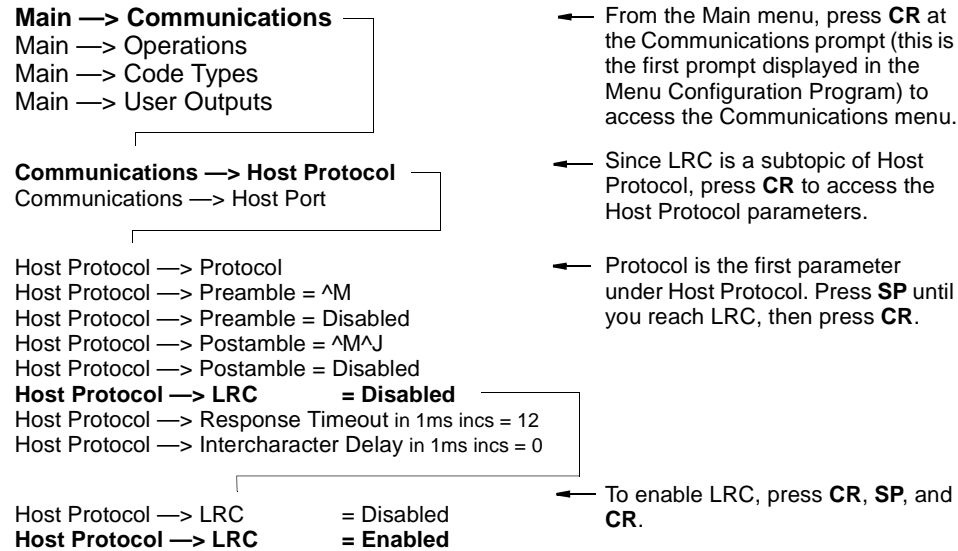 Main —> Communications
Main —> Operations
Main —> Code Types
Main —> User Outputs
From the Main menu, press CR at
the Communications prompt (this is
the first prompt displayed in the
Menu Configuration Program) to
access the Communications menu.
Communications —> Host Protocol
Communications —> Host Port
Since LRC is a subtopic of Host
Protocol, press CR to access the
Host Protocol parameters.
Host Protocol —> Protocol
Host Protocol —> Preamble = ^M
Host Protocol —> Preamble = Disabled
Host Protocol —> Postamble = ^M^J
Host Protocol —> Postamble = Disabled
Host Protocol —> LRC = Disabled
Host Protocol —> Response Timeout in 1ms incs = 12
Host Protocol —> Intercharacter Delay in 1ms incs = 0
Protocol is the first parameter
under Host Protocol. Press SP until
you reach LRC, then press CR.
Host Protocol —> LRC = Disabled
Host Protocol —> LRC = Enabled
To enable LRC, press CR, SP, and
CR.